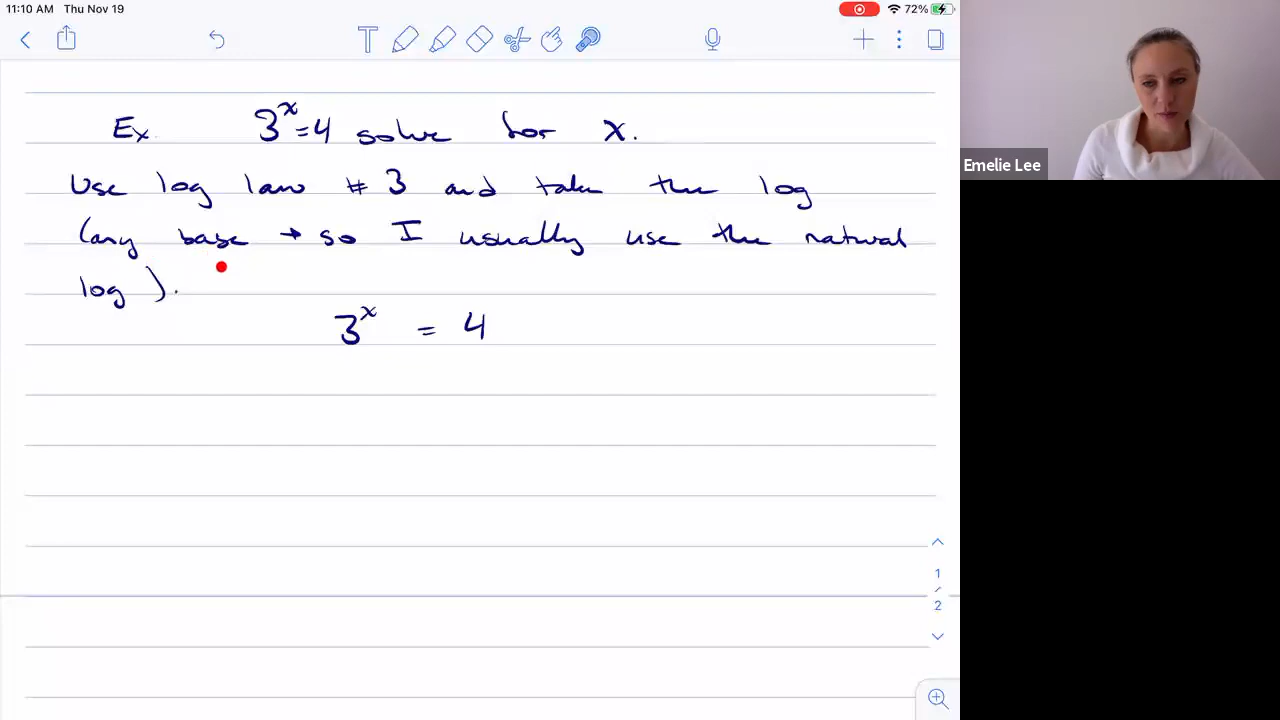 11:10 AM Thu Nov 19
72%
Ex. 3^x = 4 solve for x.
Use log law # 3 and take the log
(any base → so I usually use the natural
log).
3^x = 4
1
/
2
T
Emelie Lee